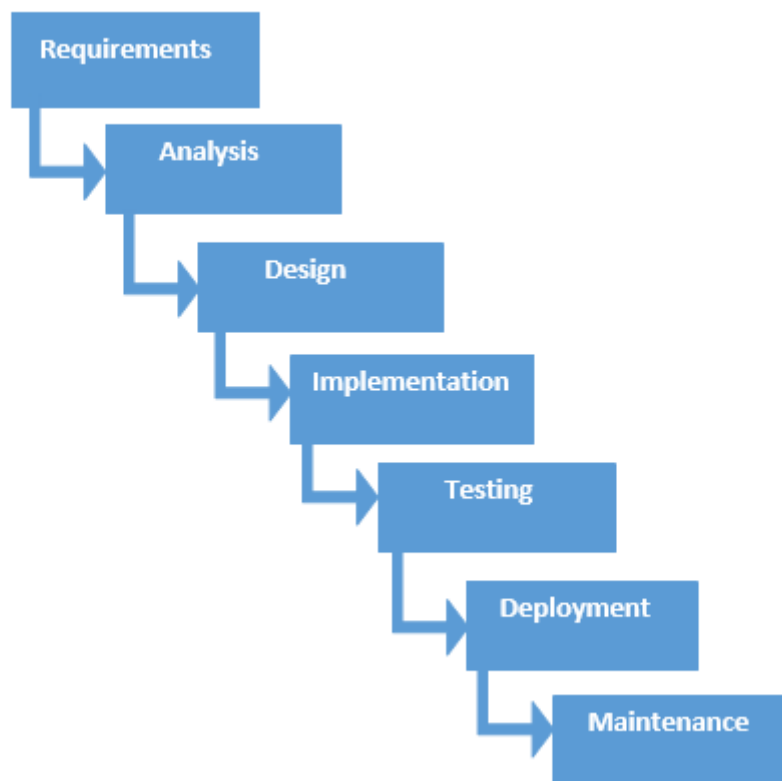 Requirements
Analysis
Design
Implementation
Testing
Deployment
Maintenance